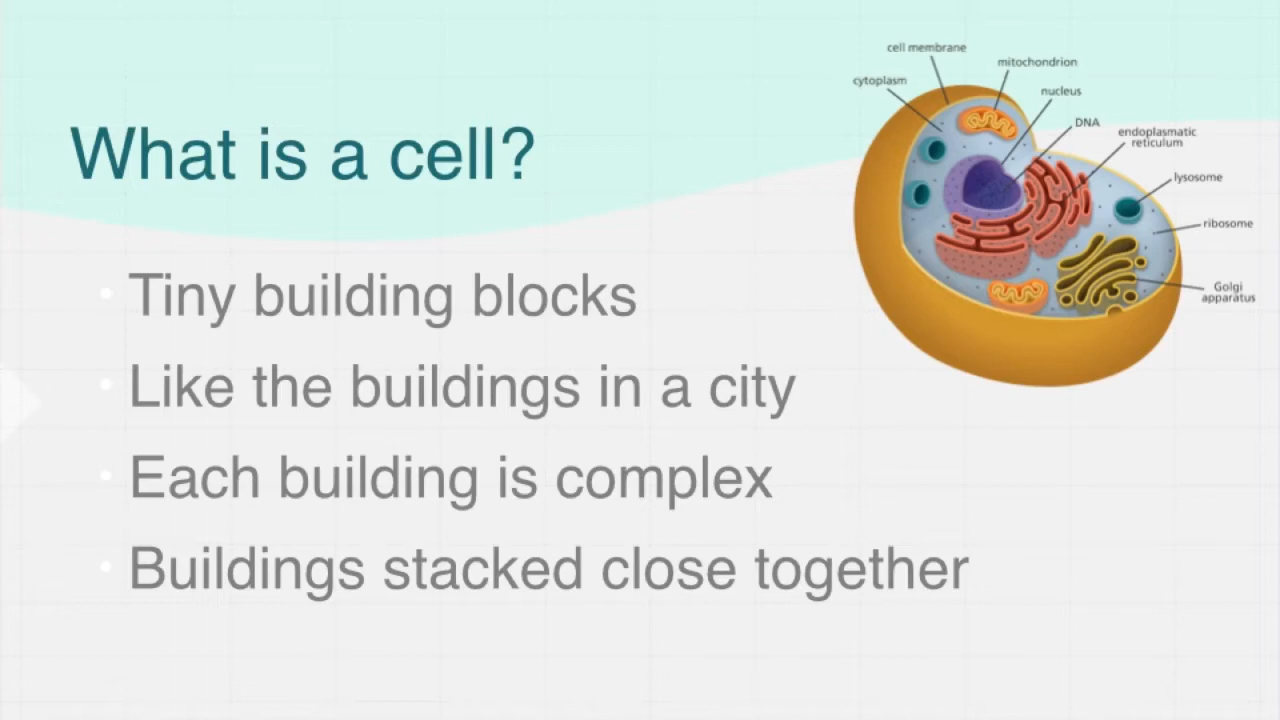 What is a cell?
Tiny building blocks
Like the buildings in a city
Each building is complex
Buildings stacked close together
cell membrane
mitochondrion
cytoplasm
nucleus
DNA
endoplasmatic
reticulum
lysosome
ribosome
Golgi
apparatus